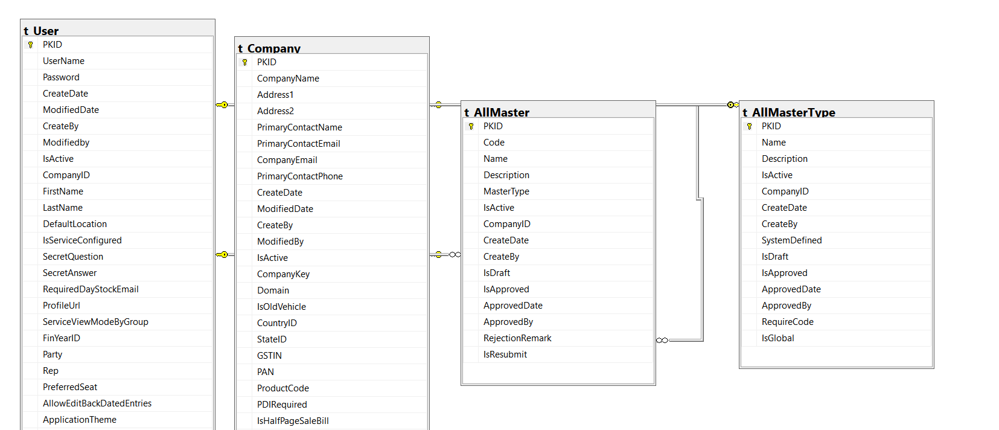 t_User
PKID
UserName
Password
CreateDate
ModifiedDate
CreateBy
Modifiedby
IsActive
CompanyID
FirstName
LastName
DefaultLocation
IsServiceConfigured
SecretQuestion
SecretAnswer
RequiredDayStockEmail
ProfileUrl
ServiceViewModeByGroup
FinYearID
Party
Rep
PreferredSeat
AllowEditBackDatedEntries
ApplicationTheme
t_Company
PKID
CompanyName
Address1
Address2
PrimaryContactName
PrimaryContactEmail
CompanyEmail
PrimaryContactPhone
CreateDate
ModifiedDate
CreateBy
ModifiedBy
IsActive
CompanyKey
Domain
IsOldVehicle
CountryID
StateID
GSTIN
PAN
ProductCode
PDIRequired
IsHalfPageSaleBill
t_AllMaster
PKID
Code
Name
Description
MasterType
IsActive
CompanyID
CreateDate
CreateBy
IsDraft
IsApproved
ApprovedDate
ApprovedBy
RejectionRemark
IsResubmit
t_AllMasterType
PKID
Name
Description
IsActive
CompanyID
CreateDate
CreateBy
SystemDefined
IsDraft
IsApproved
ApprovedDate
ApprovedBy
RequireCode
IsGlobal